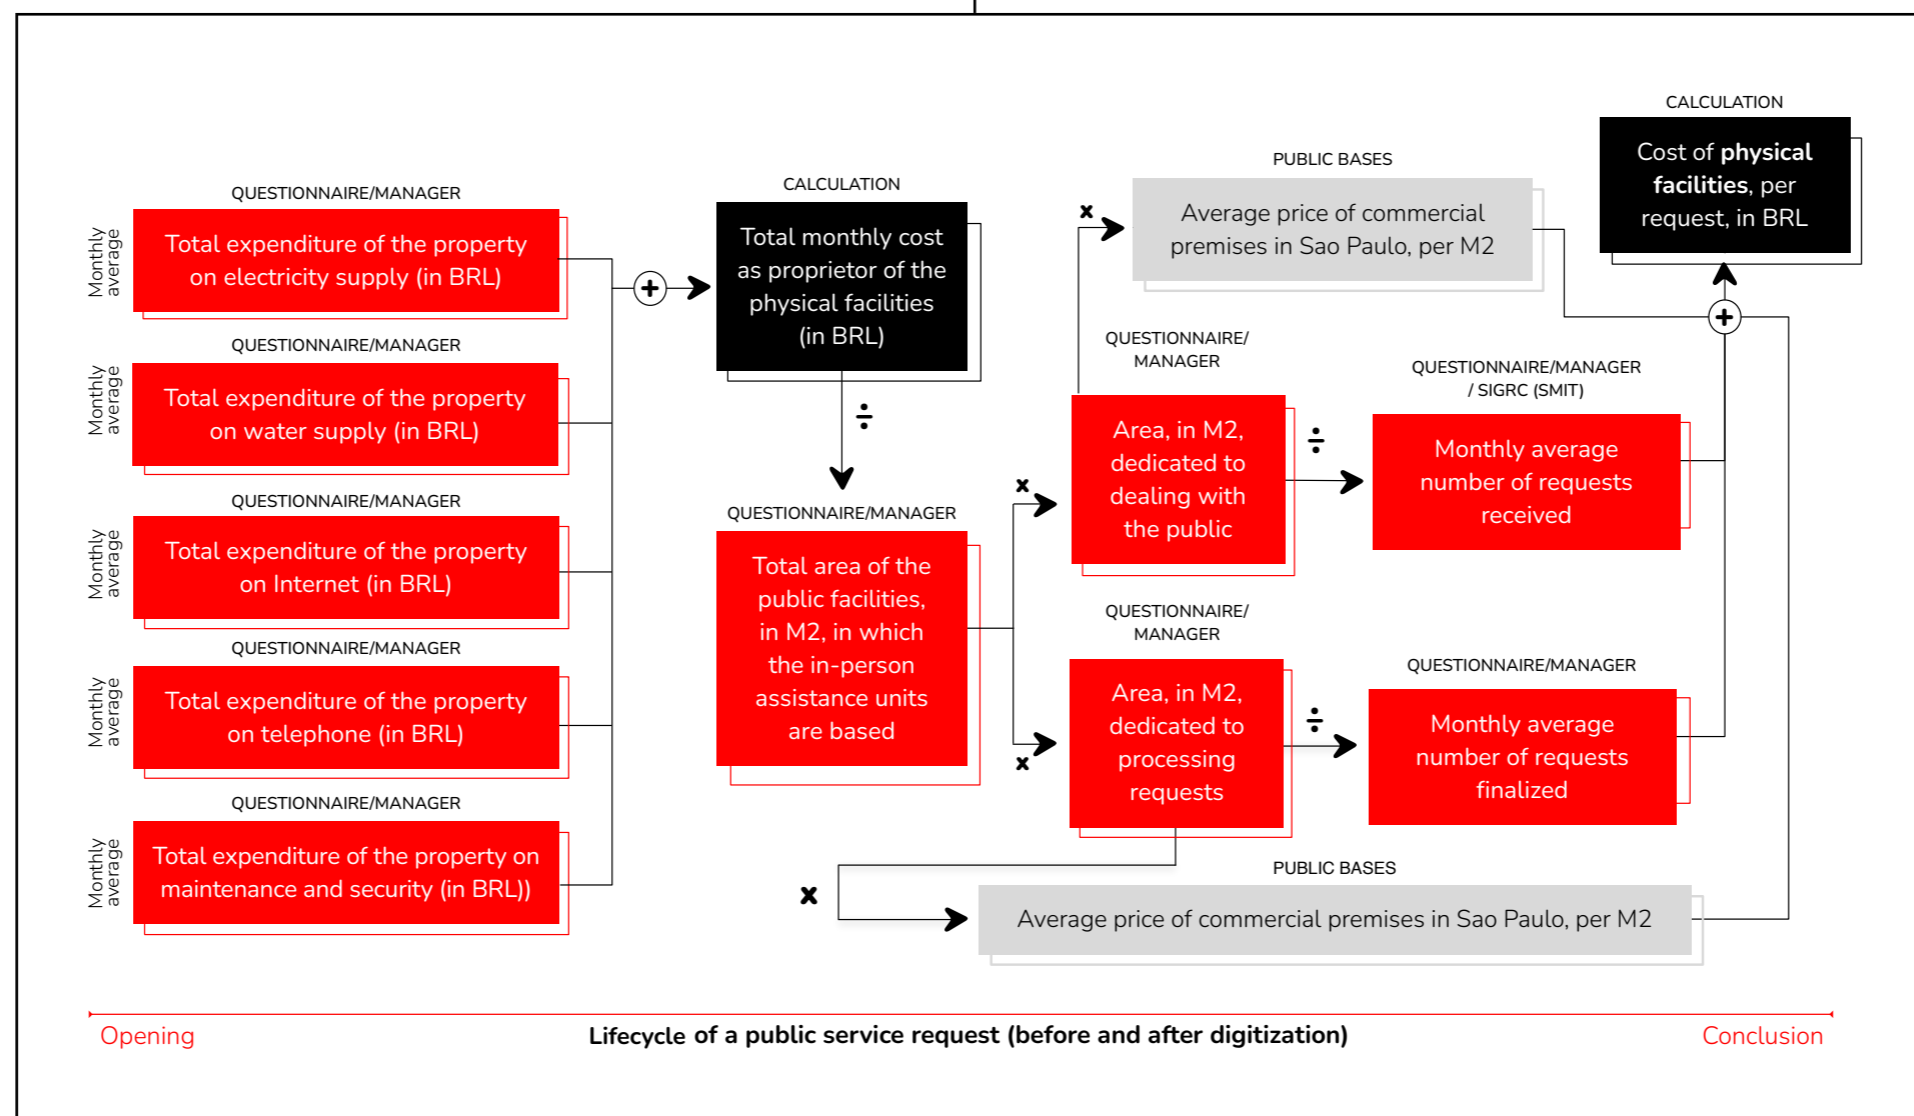 QUESTIONNAIRE/MANAGER
Monthly
average
Total expenditure of the property
on electricity supply (in BRL)
QUESTIONNAIRE/MANAGER
Monthly
average
Total expenditure of the property
on water supply (in BRL)
QUESTIONNAIRE/MANAGER
Monthly
average
Total expenditure of the property
on Internet (in BRL)
QUESTIONNAIRE/MANAGER
Monthly
average
Total expenditure of the property
on telephone (in BRL)
QUESTIONNAIRE/MANAGER
Monthly
average
Total expenditure of the property on
maintenance and security (in BRL))
+
CALCULATION
Total monthly cost
as proprietor of the
physical facilities
(in BRL)
÷
QUESTIONNAIRE/MANAGER
Total area of the
public facilities,
in M2, in which
the in-person
assistance units
are based
x
x
x
PUBLIC BASES
Average price of commercial
premises in Sao Paulo, per M2
QUESTIONNAIRE/
MANAGER
Area, in M2,
dedicated to
dealing with
the public
÷
QUESTIONNAIRE/MANAGER
/ SIGRC (SMIT)
Monthly average
number of requests
received
QUESTIONNAIRE/
MANAGER
Area, in M2,
dedicated to
processing
requests
÷
QUESTIONNAIRE/MANAGER
Monthly average
number of requests
finalized
x
PUBLIC BASES
Average price of commercial premises in Sao Paulo, per M2
+
CALCULATION
Cost of physical
facilities, per
request, in BRL
Opening
Lifecycle of a public service request (before and after digitization)
Conclusion